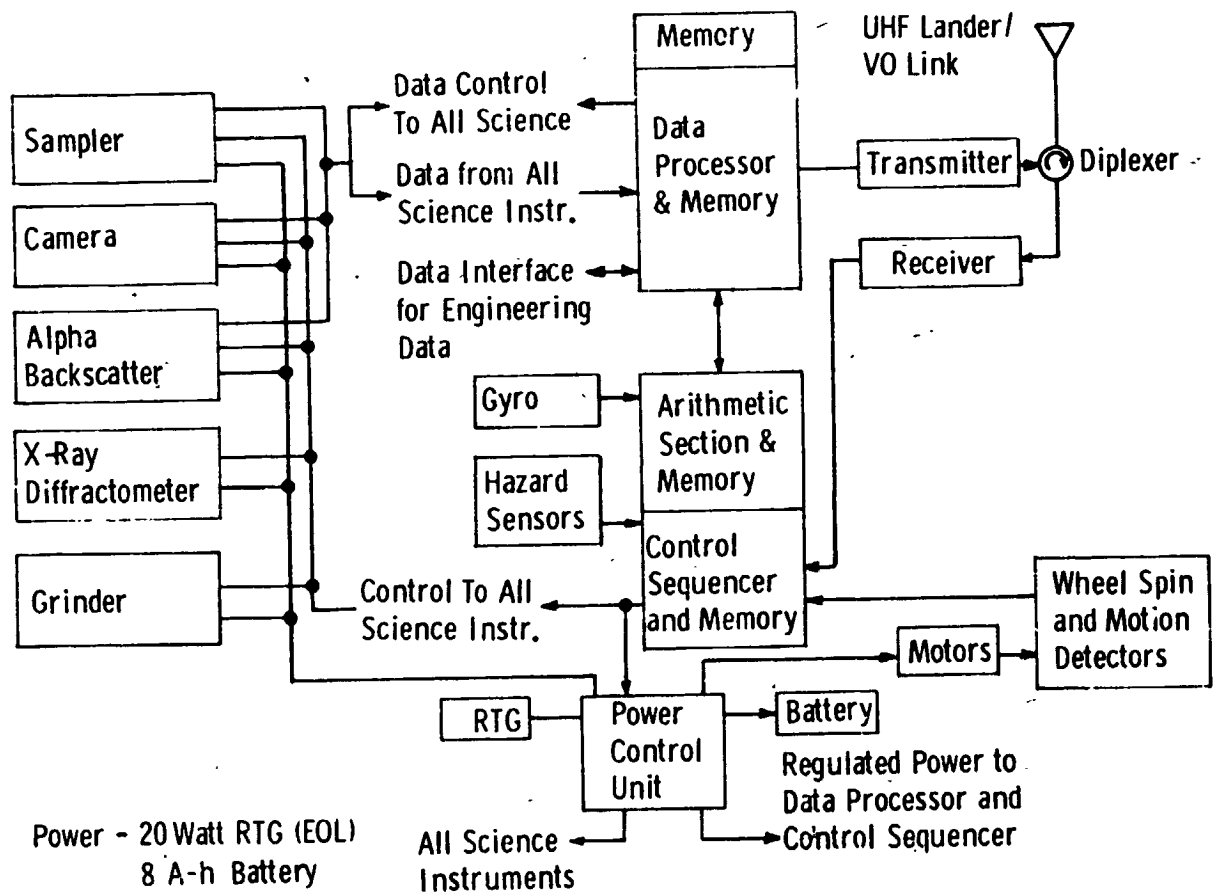 Memory
UHF Lander/
VO Link
Data Control
To All Science
Sampler
Data
Processor
& Memory
Transmitter
Diplexer
Data from All
Science Instr.
Camera
Receiver
Data Interface
for Engineering
Data
Alpha
Backscatter
Gyro
Arithmetic
Section &
Memory
X-Ray
Diffractometer
Hazard
Sensors
Control
Sequencer
and Memory
Grinder
Control To All
Science Instr.
Wheel Spin
and Motion
Detectors
Motors
RTG
Power
Control
Unit
Battery
Regulated Power to
Data Processor and
Control Sequencer
Power - 20 Watt RTG (EOL)
8 A-h Battery
All Science
Instruments